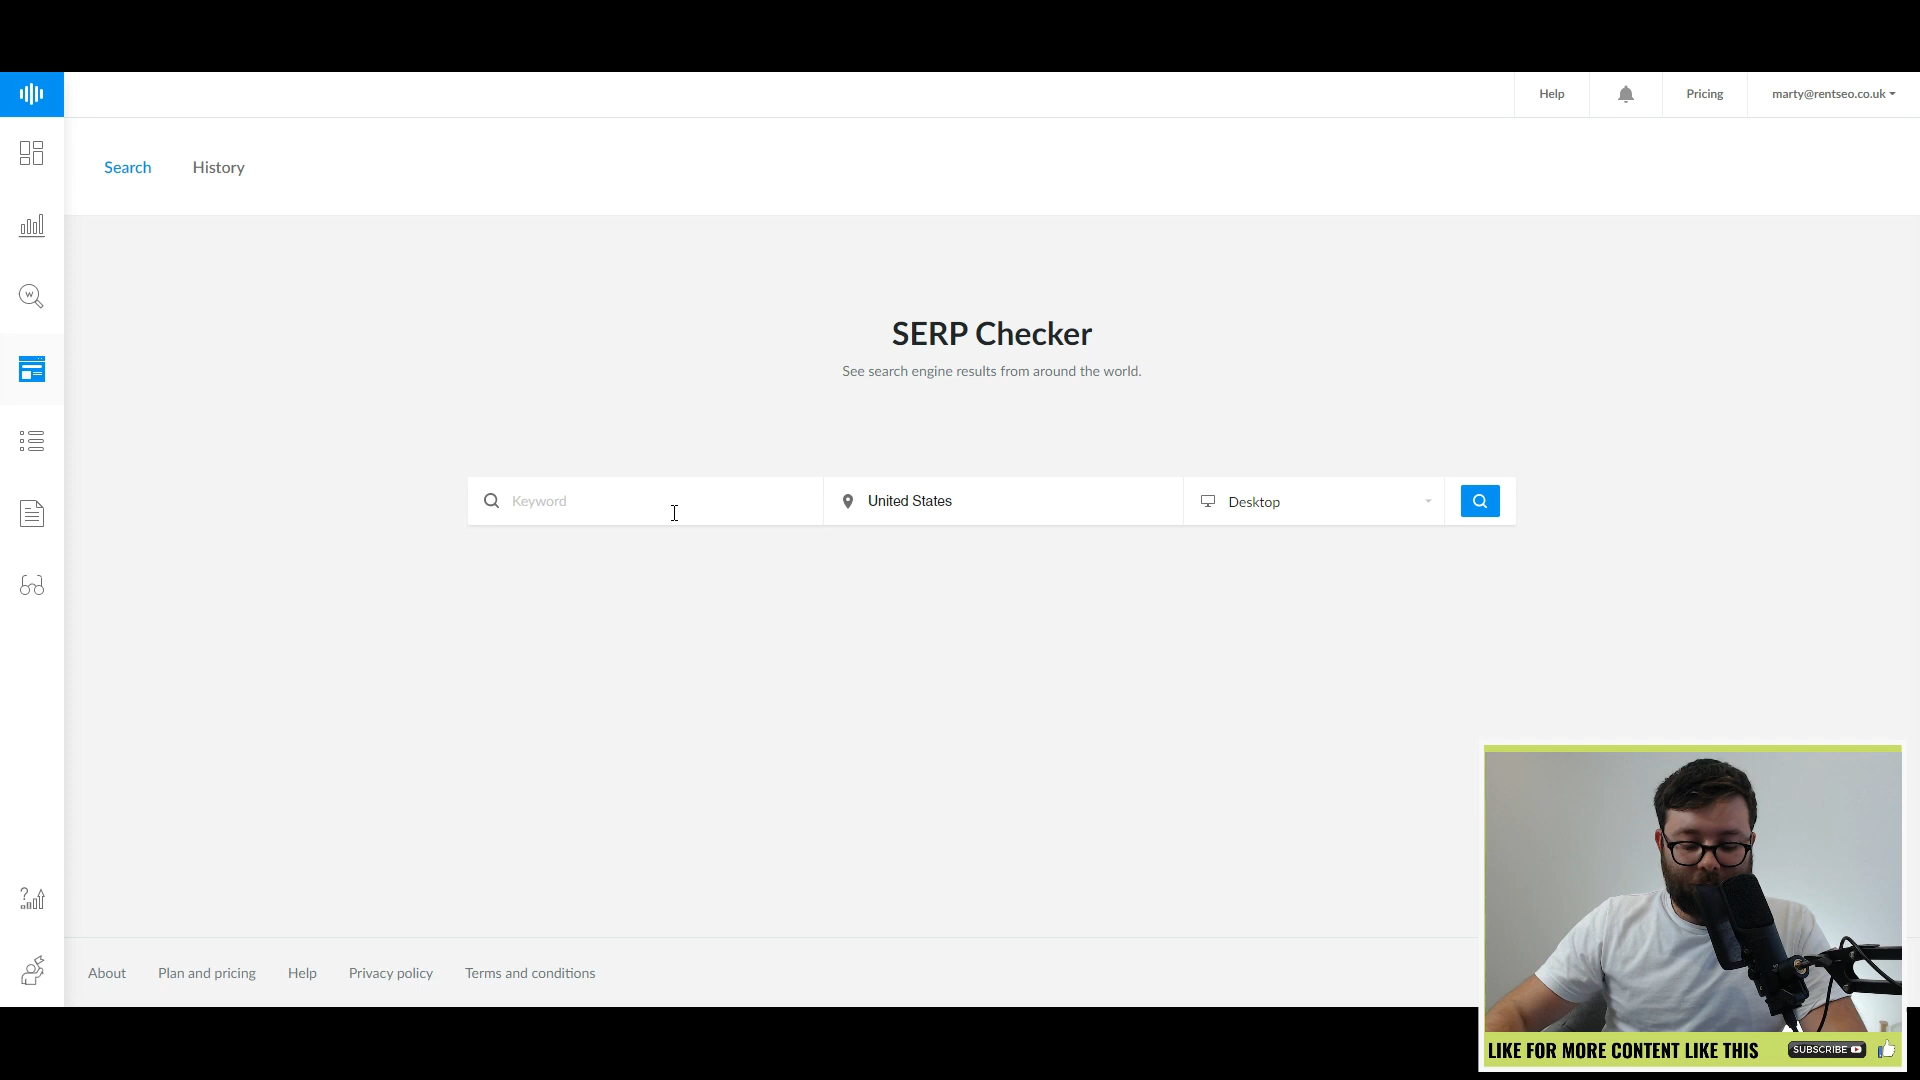 Help
Pricing
marty@rentseo.co.uk
Search
History
W
SERP Checker
See search engine results from around the world.
Keyword
United States
Desktop
?
About
Plan and pricing
Help
Privacy policy
Terms and conditions
LIKE FOR MORE CONTENT LIKE THIS
SUBSCRIBE